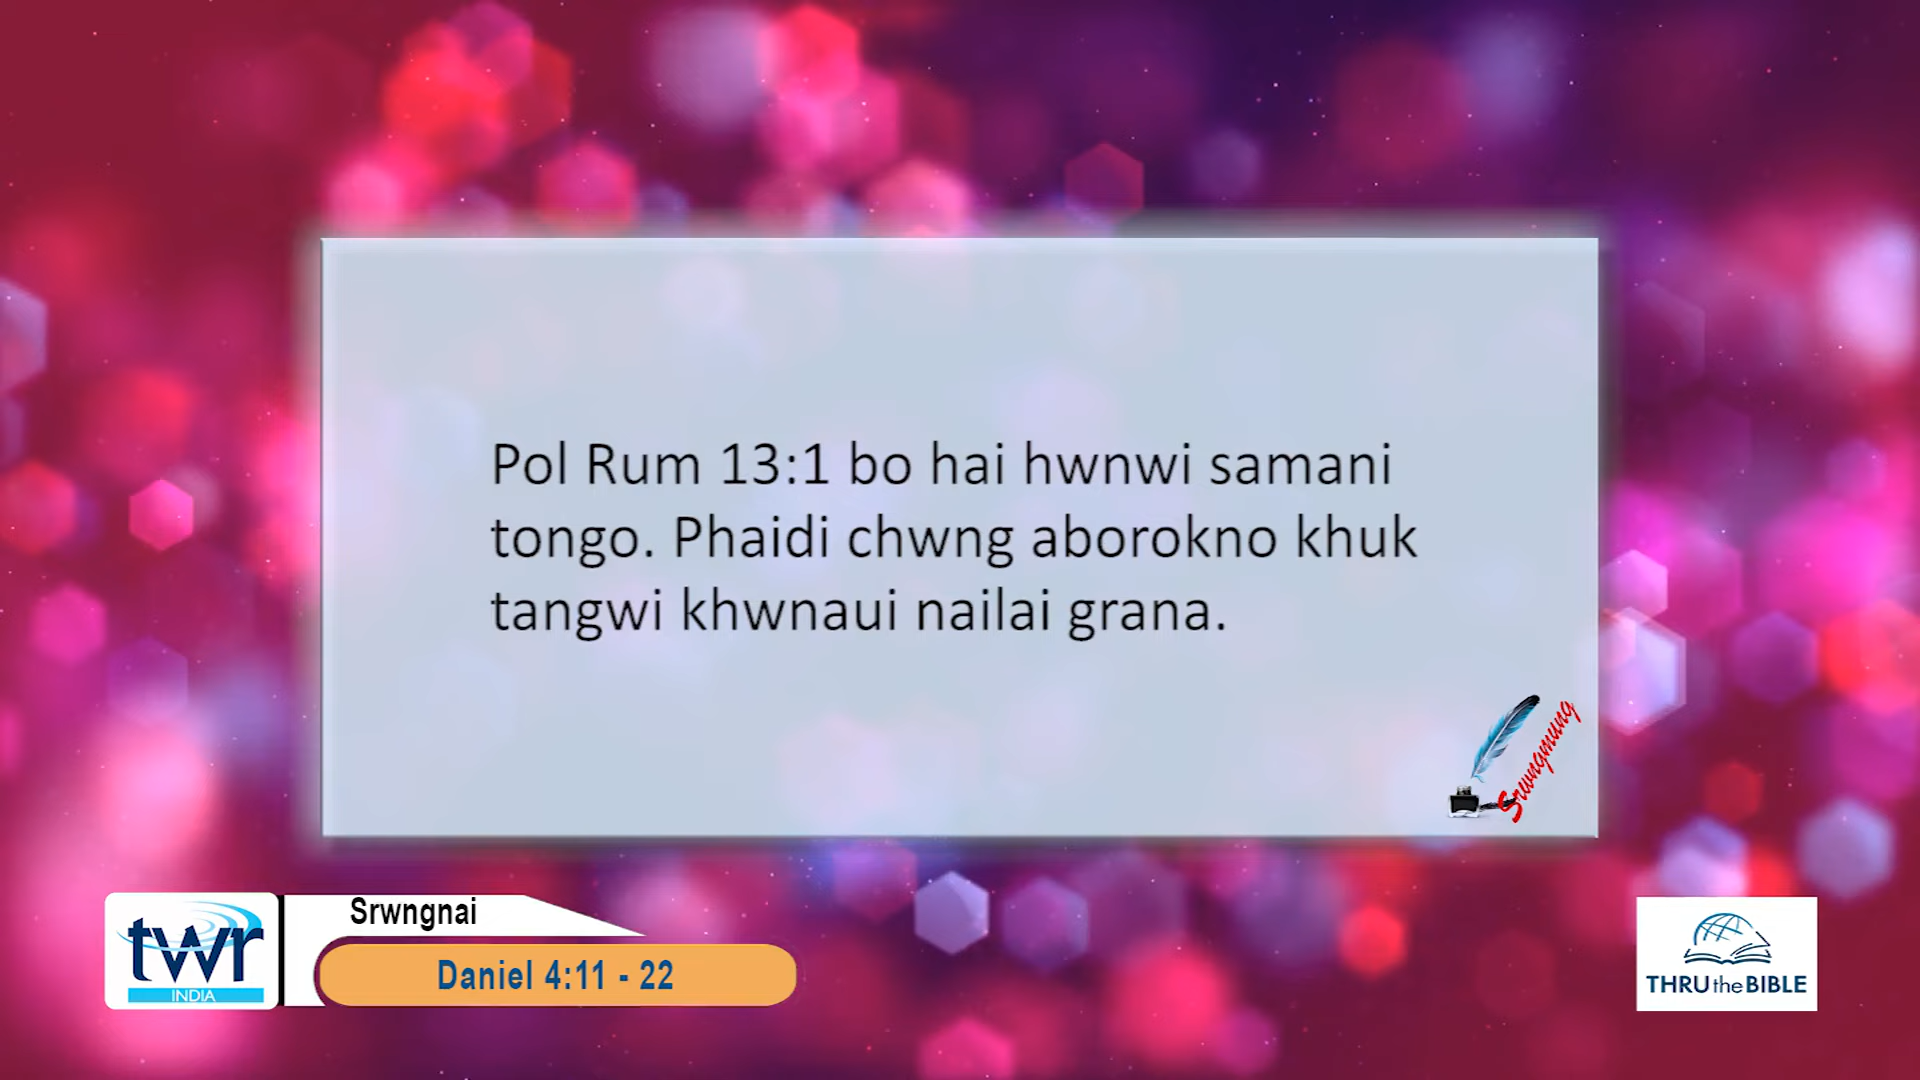 Pol Rum 13:1 bo hai hwnwi samani
tongo. Phaidi chwng aborokno khuk
tangwi khwnaui nailai grana.
Srwngmung
twr
INDIA
Srwngnai
Daniel 4:11 - 22
THRU the BIBLE